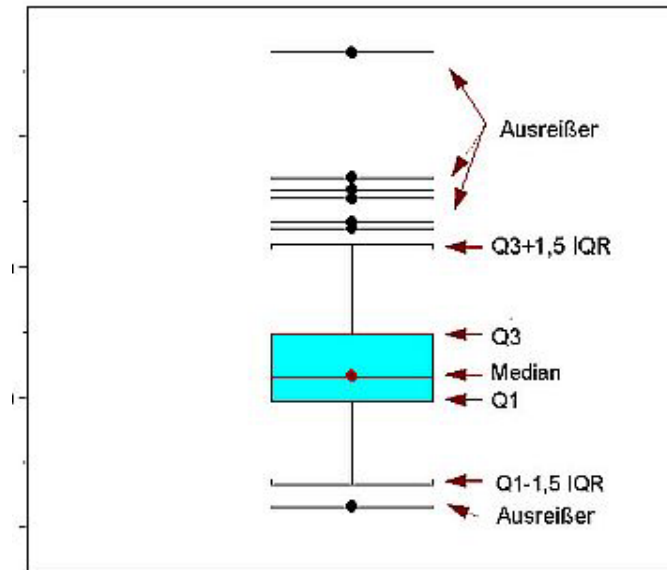 Ausreißer
Q3+1,5 IQR
Q3
Median
Q1
Q1-1,5 IQR
Ausreißer